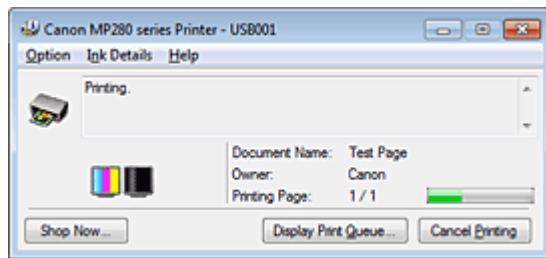 Canon MP280 series Printer - USB001
Option Ink Details Help
Printing.
Document Name: Test Page
Owner: Canon
Printing Page: 1 / 1
Shop Now... Display Print Queue... Cancel Printing